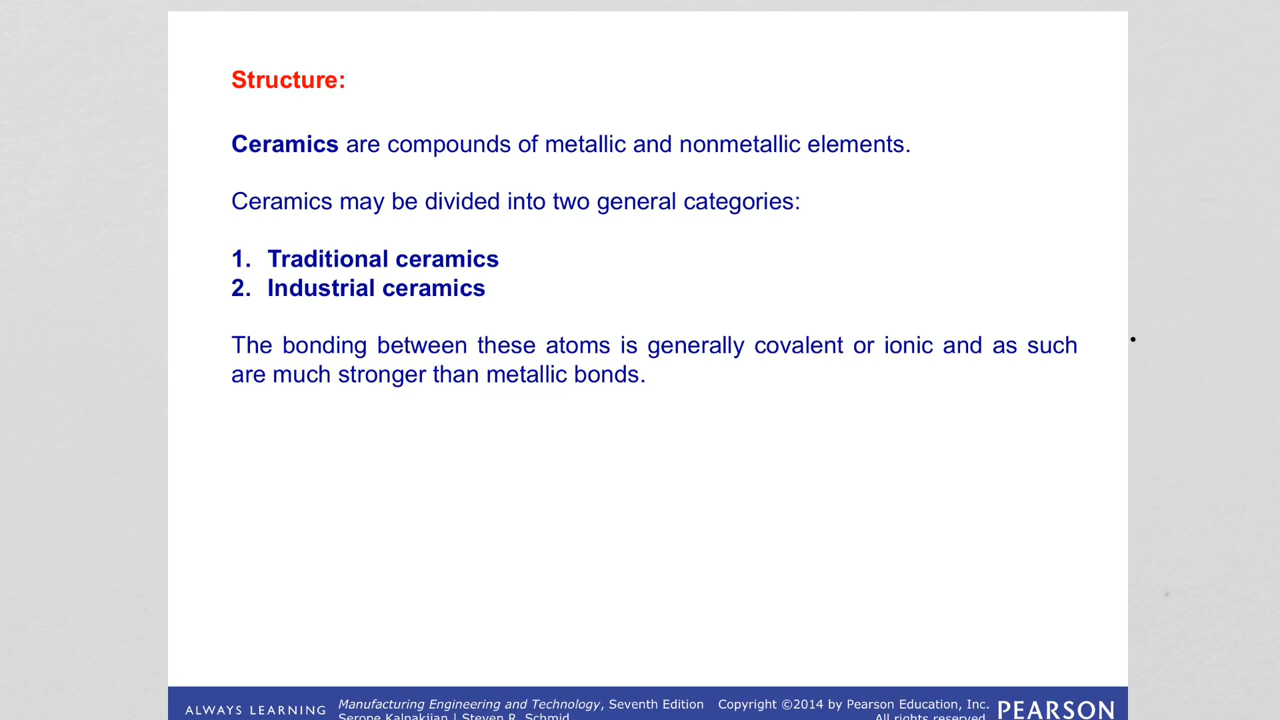 Structure:
Ceramics are compounds of metallic and nonmetallic elements.
Ceramics may be divided into two general categories:
1. Traditional ceramics
2. Industrial ceramics
The bonding between these atoms is generally covalent or ionic and as such
are much stronger than metallic bonds.
ALWAYS LEARNING
Manufacturing Engineering and Technology, Seventh Edition
Serope Kalpakjian | Steven R. Schmid
Copyright ©2014 by Pearson Education, Inc.
All rights reserved.
PEARSON